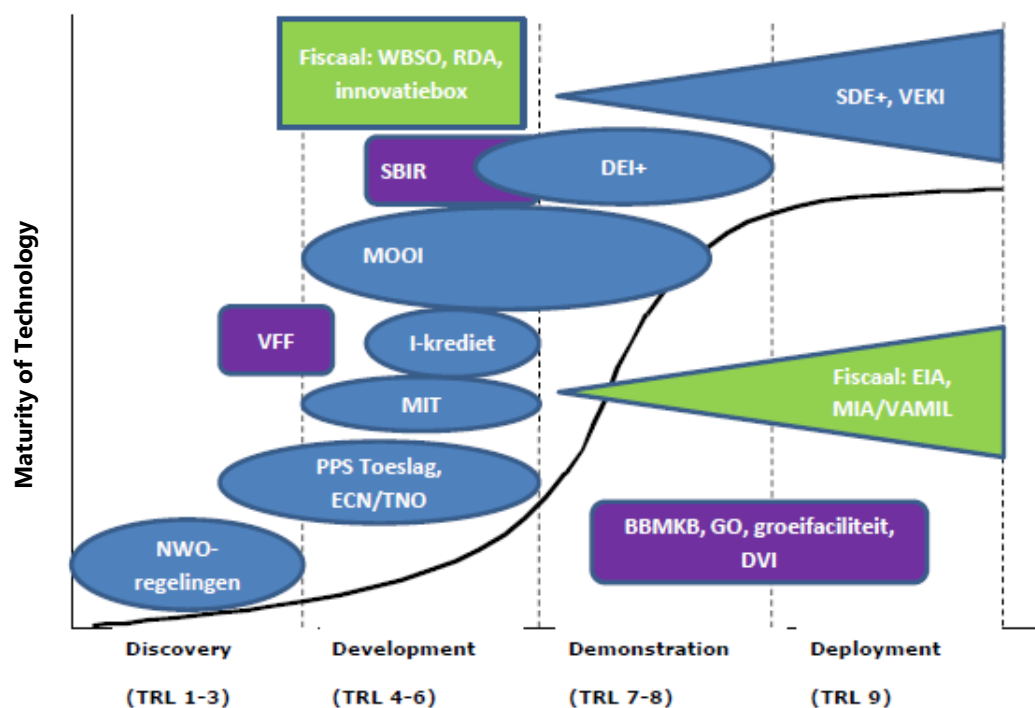 Fiscaal: WBSO, RDA,
innovatiebox
SDE+, VEKI
SBIR
DEI+
MOOI
VFF
I-krediet
MIT
Fiscaal: EIA,
MIA/VAMIL
PPS Toeslag,
ECN/TNO
BBMKB, GO, groeifaciliteit,
DVI
NWO-
regelingen
Maturity of Technology
Discovery
(TRL 1-3)
Development
(TRL 4-6)
Demonstration
(TRL 7-8)
Deployment
(TRL 9)